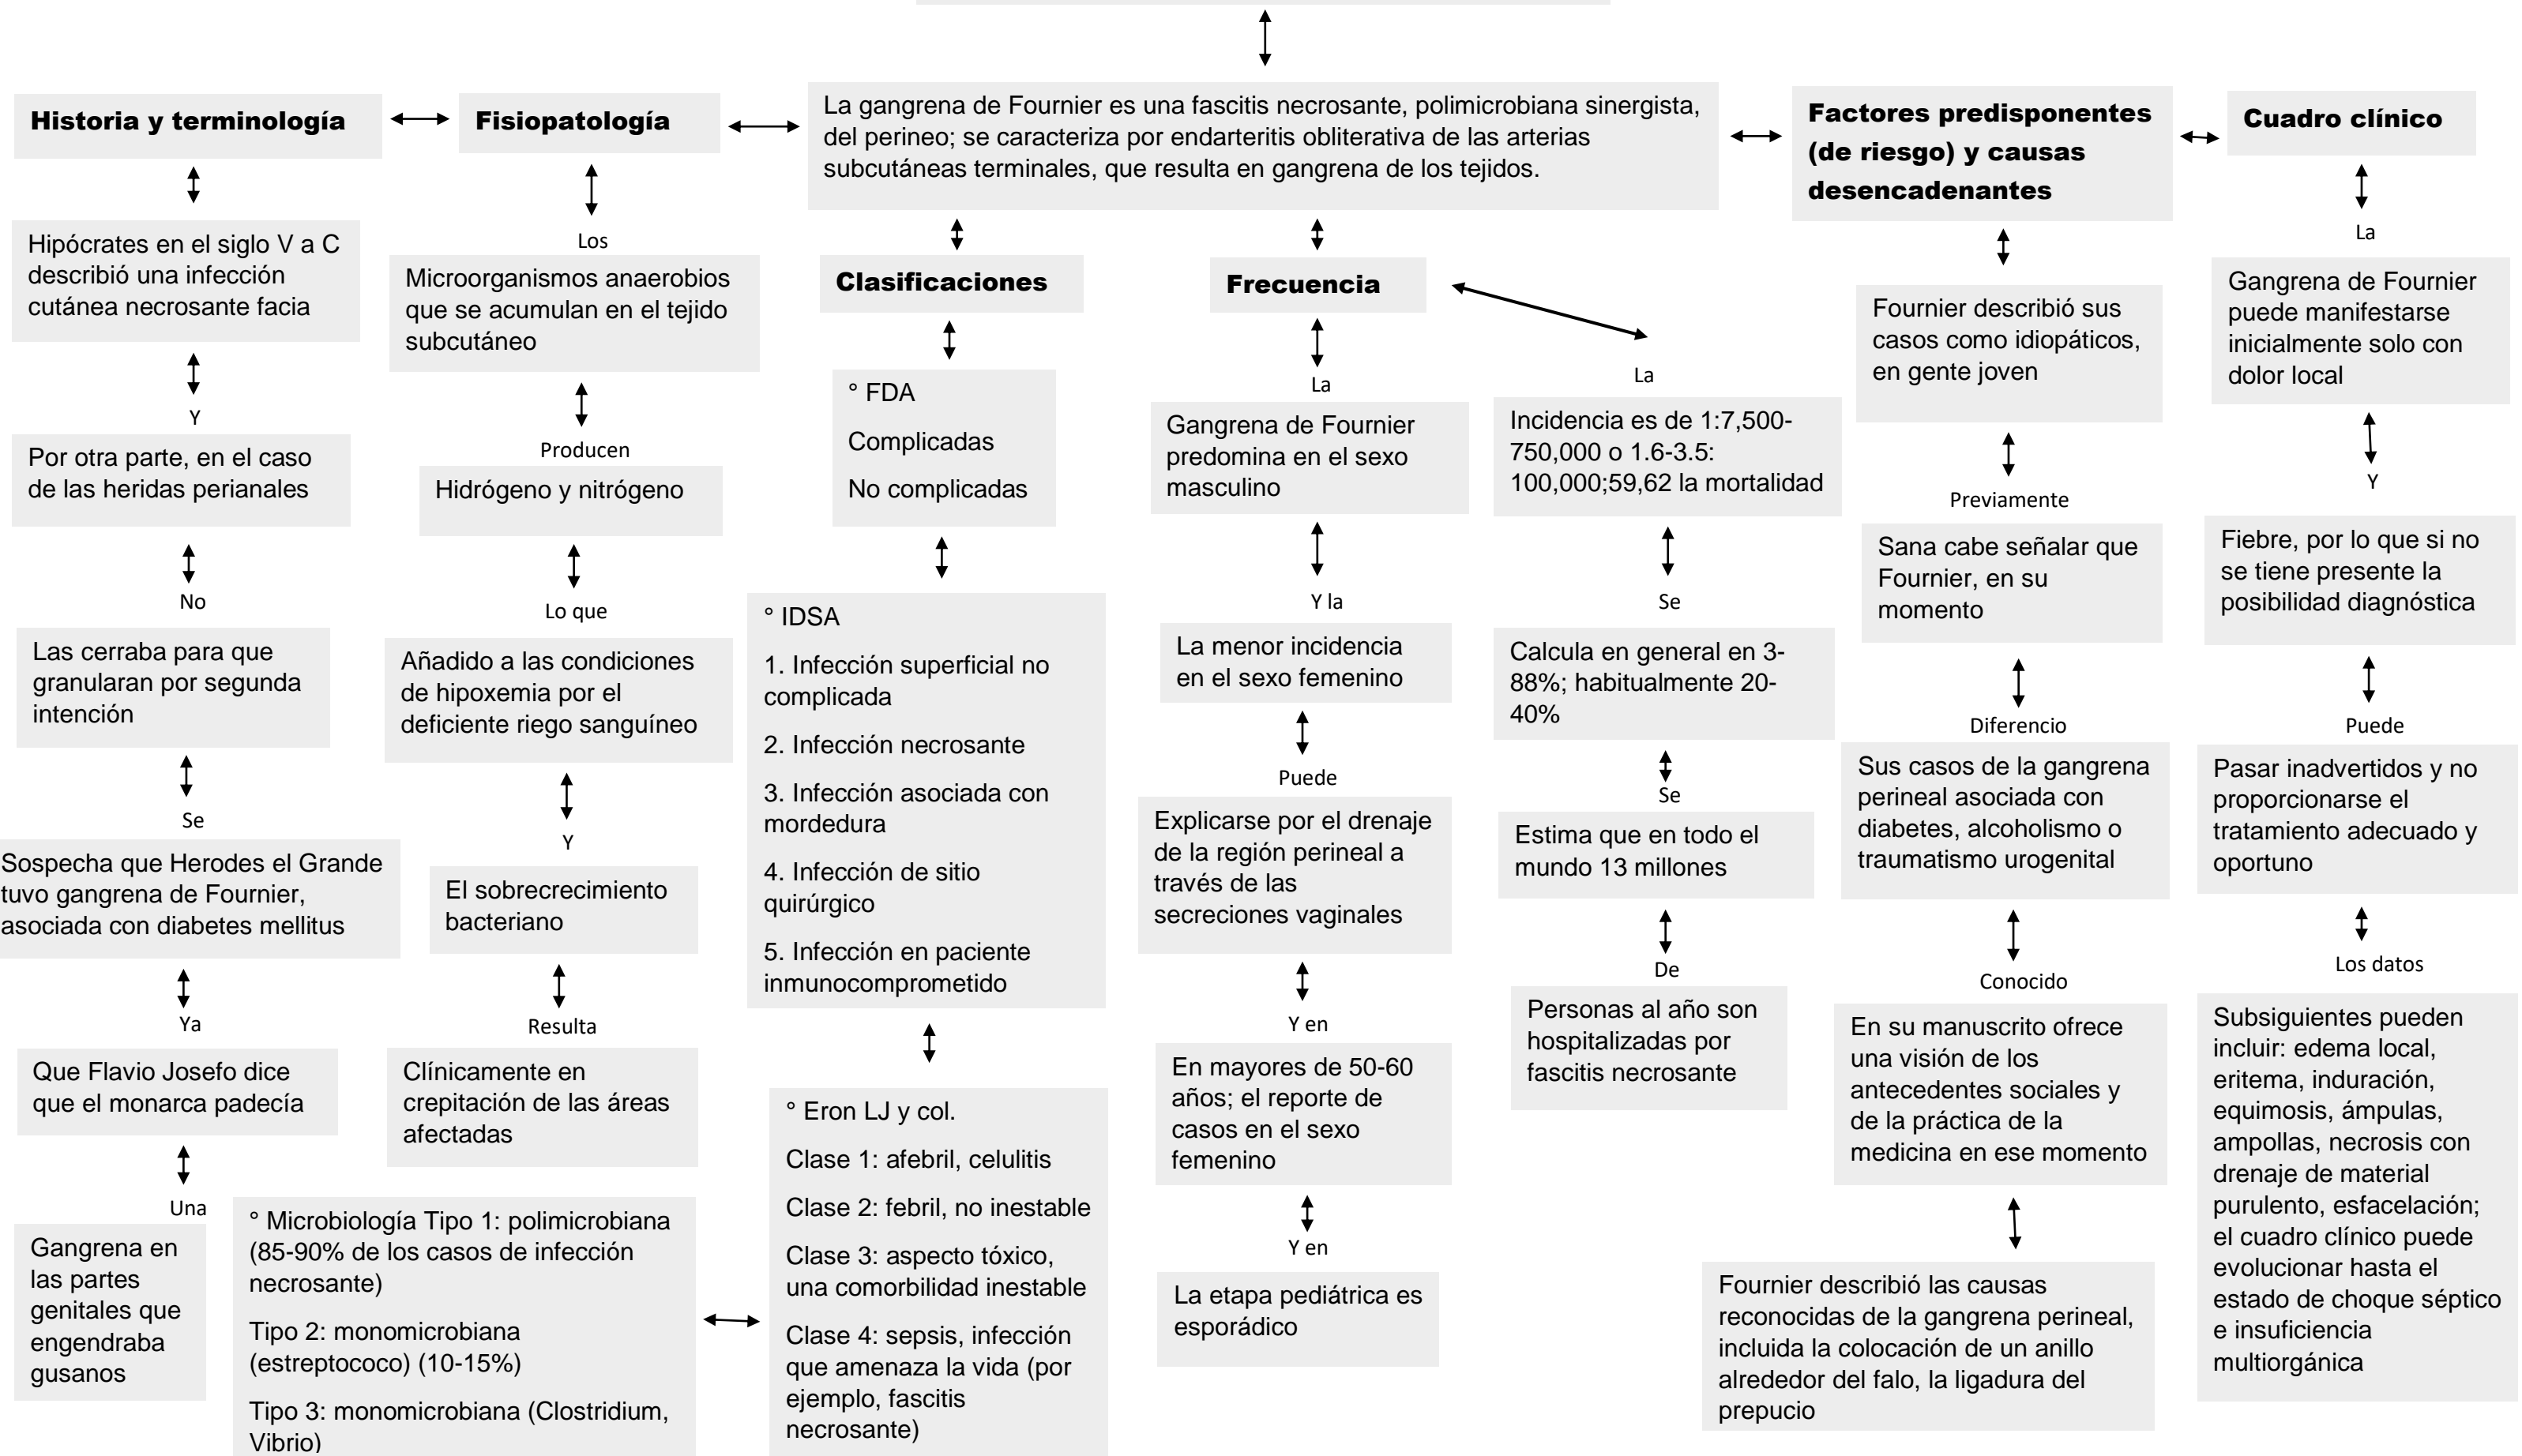 Historia y terminología
Hipócrates en el siglo V a C
describió una infección
cutánea necrosante facia
Y
Por otra parte, en el caso
de las heridas perianales
No
Las cerraba para que
granularan por segunda
intención
Se
Sospecha que Herodes el Grande
tuvo gangrena de Fournier,
asociada con diabetes mellitus
Ya
Que Flavio Josefo dice
que el monarca padecía
Una
Gangrena en
las partes
genitales que
engendraba
gusanos
Fisiopatología
Los
Microorganismos anaerobios
que se acumulan en el tejido
subcutáneo
Producen
Hidrógeno y nitrógeno
Lo que
Añadido a las condiciones
de hipoxemia por el
deficiente riego sanguíneo
Y
El sobrecrecimiento
bacteriano
Resulta
Clínicamente en
crepitación de las áreas
afectadas
La gangrena de Fournier es una fascitis necrosante, polimicrobiana sinergista,
del perineo; se caracteriza por endarteritis obliterativa de las arterias
subcutáneas terminales, que resulta en gangrena de los tejidos.
Clasificaciones
° FDA
Complicadas
No complicadas
° IDSA
1. Infección superficial no
complicada
2. Infección necrosante
3. Infección asociada con
mordedura
4. Infección de sitio
quirúrgico
5. Infección en paciente
inmunocomprometido
° Eron LJ y col.
Clase 1: afebril, celulitis
Clase 2: febril, no inestable
Clase 3: aspecto tóxico,
una comorbilidad inestable
Clase 4: sepsis, infección
que amenaza la vida (por
ejemplo, fascitis
necrosante)
° Microbiología Tipo 1: polimicrobiana
(85-90% de los casos de infección
necrosante)
Tipo 2: monomicrobiana
(estreptococo) (10-15%)
Tipo 3: monomicrobiana (Clostridium,
Vibrio)
Frecuencia
La
Gangrena de Fournier
predomina en el sexo
masculino
Y la
La menor incidencia
en el sexo femenino
Puede
Explicarse por el drenaje
de la región perineal a
través de las
secreciones vaginales
Y en
En mayores de 50-60
años; el reporte de
casos en el sexo
femenino
Y en
La etapa pediátrica es
esporádico
La
Incidencia es de 1:7,500-
750,000 o 1.6-3.5:
100,000;59,62 la mortalidad
Se
Calcula en general en 3-
88%; habitualmente 20-
40%
Se
Estima que en todo el
mundo 13 millones
De
Personas al año son
hospitalizadas por
fascitis necrosante
Factores predisponentes
(de riesgo) y causas
desencadenantes
Fournier describió sus
casos como idiopáticos,
en gente joven
Previamente
Sana cabe señalar que
Fournier, en su
momento
Diferencio
Sus casos de la gangrena
perineal asociada con
diabetes, alcoholismo o
traumatismo urogenital
Conocido
En su manuscrito ofrece
una visión de los
antecedentes sociales y
de la práctica de la
medicina en ese momento
Fournier describió las causas
reconocidas de la gangrena perineal,
incluida la colocación de un anillo
alrededor del falo, la ligadura del
prepucio
Cuadro clínico
La
Gangrena de Fournier
puede manifestarse
inicialmente solo con
dolor local
Y
Fiebre, por lo que si no
se tiene presente la
posibilidad diagnóstica
Puede
Pasar inadvertidos y no
proporcionarse el
tratamiento adecuado y
oportuno
Los datos
Subsiguientes pueden
incluir: edema local,
eritema, induración,
equimosis, ámpulas,
ampollas, necrosis con
drenaje de material
purulento, esfacelación;
el cuadro clínico puede
evolucionar hasta el
estado de choque séptico
e insuficiencia
multiorgánica